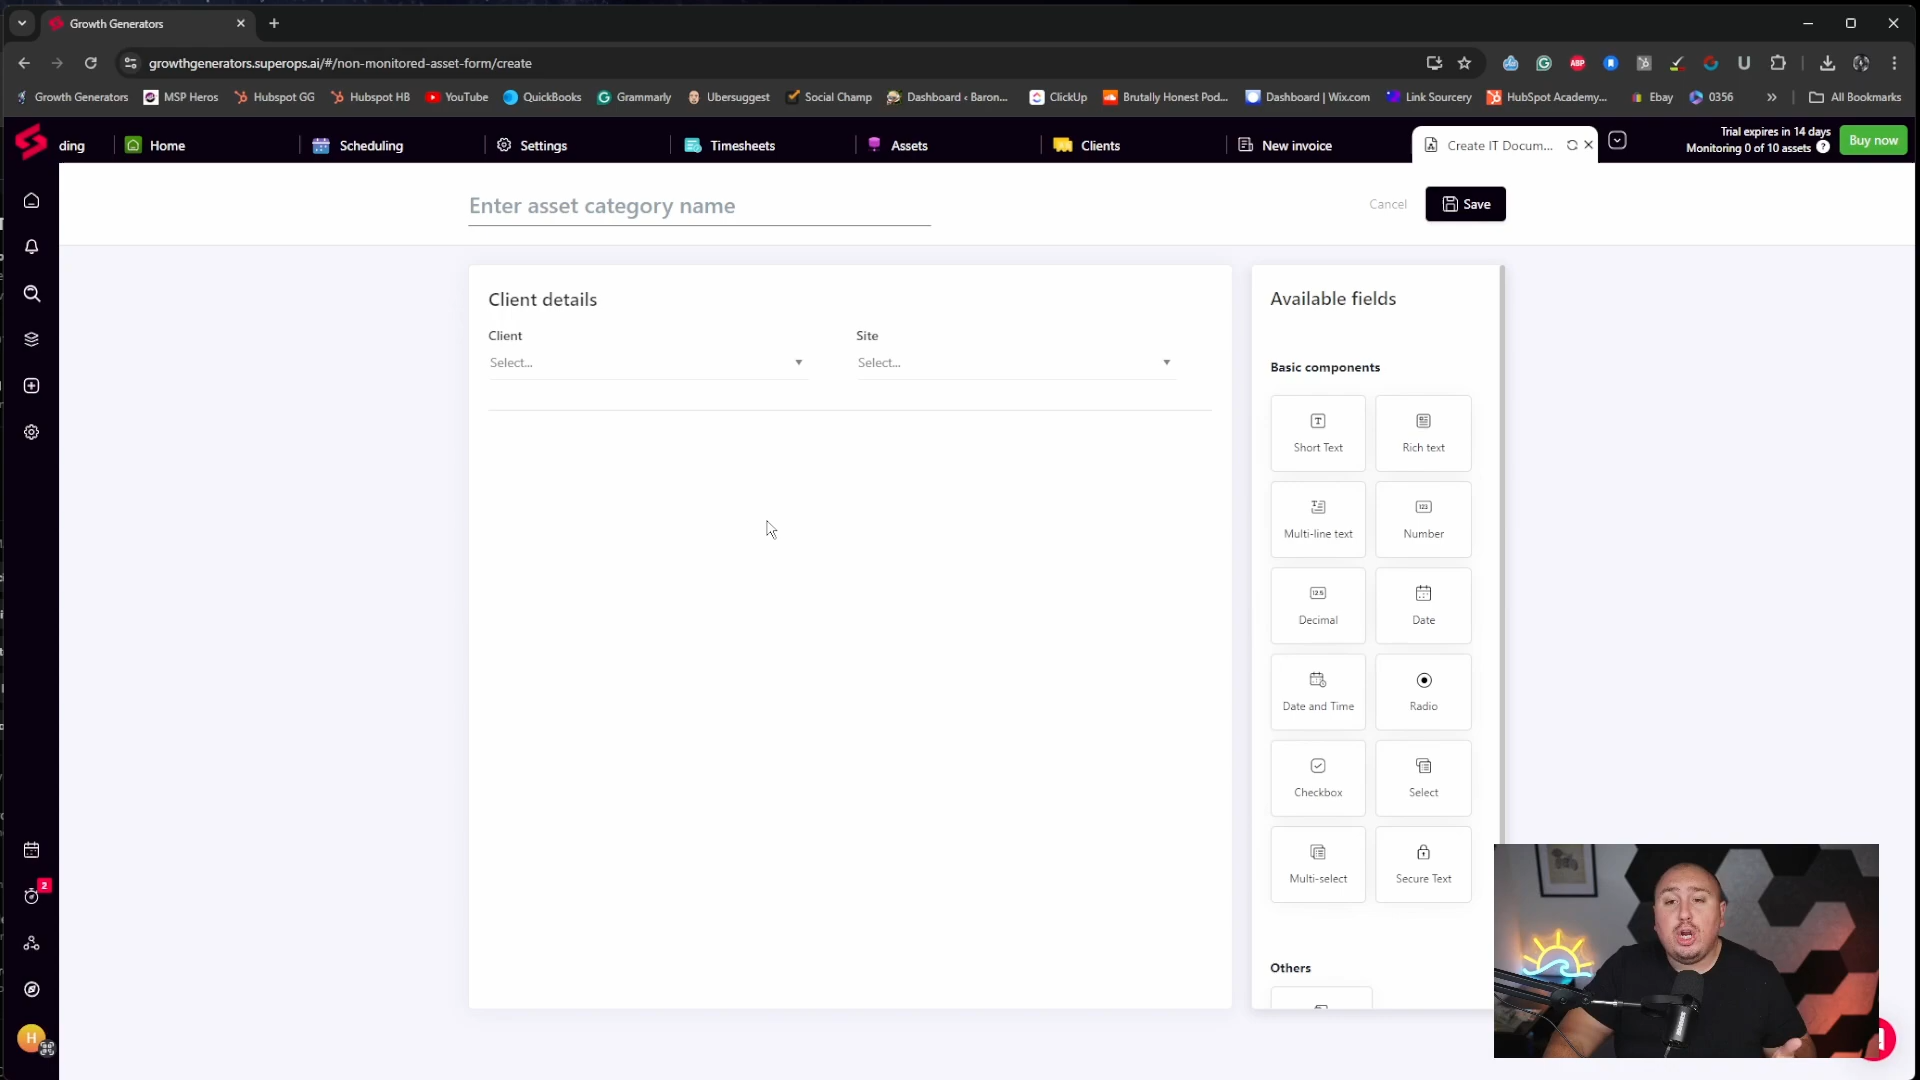 Growth Generators
growthgenerators.superops.ai/#/non-monitored-asset-form/create
ABP
Growth Generators
MSP Heros
Hubspot GG
Hubspot HB
YouTube
QuickBooks
Grammarly
Ubersuggest
Social Champ
Dashboard ‹ Baron...
ClickUp
Brutally Honest Pod...
Dashboard | Wix.com
Link Sourcery
HubSpot Academy...
Ebay
0356
All Bookmarks
ding
Home
Scheduling
Settings
Timesheets
Assets
Clients
New invoice
Create IT Docum...
Trial expires in 14 days
Monitoring 0 of 10 assets ?
Buy now
Enter asset category name
Cancel
Save
Client details
Client
Select...
Site
Select...
Available fields
Basic components
Short Text
Rich text
Multi-line text
Number
Decimal
Date
Date and Time
Radio
Checkbox
Select
Multi-select
Secure Text
Others
2
H